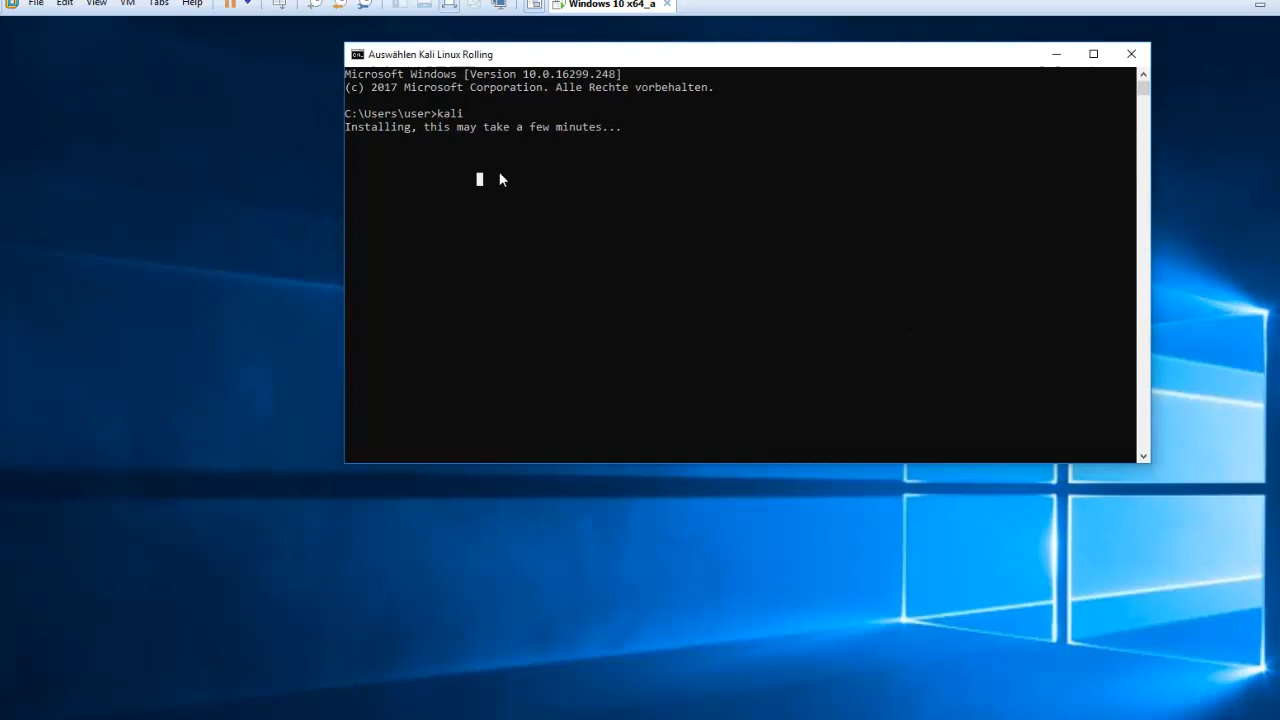 File Edit View VM Tabs Help
Windows 10 x64_a
Auswählen Kali Linux Rolling
Microsoft Windows [Version 10.0.16299.248]
(c) 2017 Microsoft Corporation. Alle Rechte vorbehalten.
C:\Users\user>kali
Installing, this may take a few minutes...